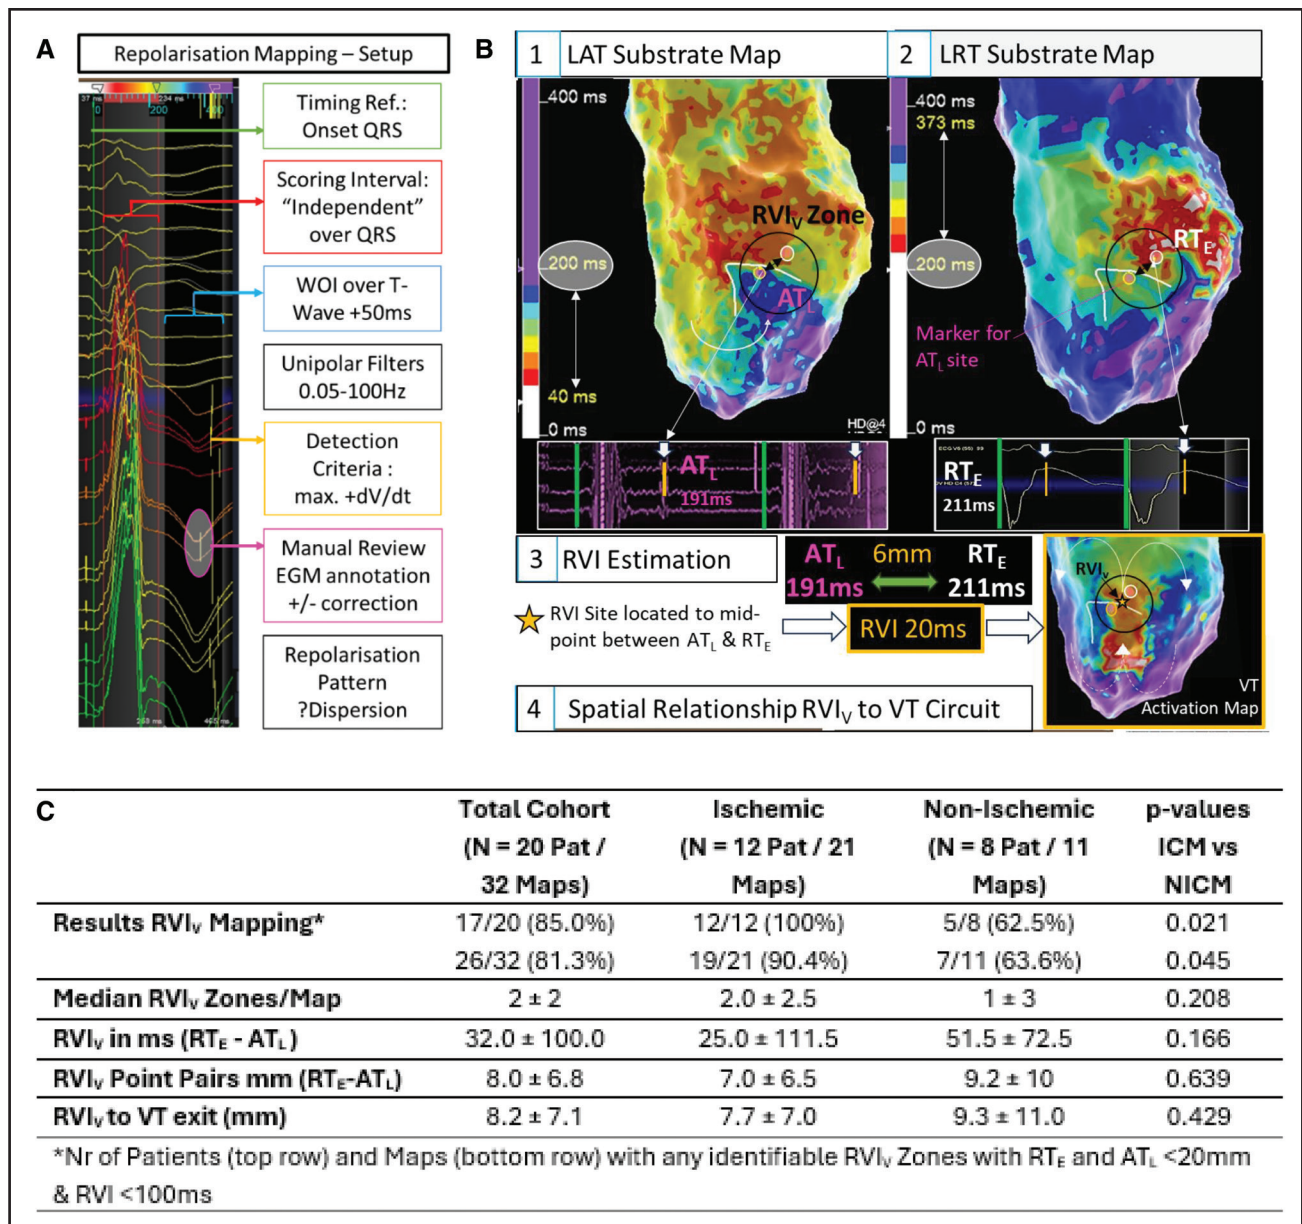 A
Repolarisation Mapping – Setup
37 ms
234 ms
0
200
400
Timing Ref.:
Onset QRS
Scoring Interval:
“Independent”
over QRS
WOI over T-
Wave +50ms
Unipolar Filters
0.05-100Hz
Detection
Criteria :
max. +dV/dt
Manual Review
EGM annotation
+/- correction
Repolarisation
Pattern
?Dispersion
B
1 LAT Substrate Map
400 ms
200 ms
40 ms
0 ms
RVIV Zone
ATL
HD@4
ATL
191ms
2 LRT Substrate Map
400 ms
373 ms
200 ms
0 ms
RTE
Marker for
ATL site
RTE
211ms
3 RVI Estimation
ATL 6mm RTE
191ms 211ms
RVI Site located to mid-
point between ATL & RTE
RVI 20ms
RVIV
VT
Activation Map
4 Spatial Relationship RVIV to VT Circuit
C
Total Cohort Ischemic Non-Ischemic p-values
(N = 20 Pat / (N = 12 Pat / 21 (N = 8 Pat / 11 ICM vs
32 Maps) Maps) Maps) NICM
Results RVIV Mapping* 17/20 (85.0%) 12/12 (100%) 5/8 (62.5%) 0.021
26/32 (81.3%) 19/21 (90.4%) 7/11 (63.6%) 0.045
Median RVIV Zones/Map 2 ± 2 2.0 ± 2.5 1 ± 3 0.208
RVIV in ms (RTE - ATL) 32.0 ± 100.0 25.0 ± 111.5 51.5 ± 72.5 0.166
RVIV Point Pairs mm (RTE-ATL) 8.0 ± 6.8 7.0 ± 6.5 9.2 ± 10 0.639
RVIV to VT exit (mm) 8.2 ± 7.1 7.7 ± 7.0 9.3 ± 11.0 0.429
*Nr of Patients (top row) and Maps (bottom row) with any identifiable RVIV Zones with RTE and ATL <20mm
& RVI <100ms